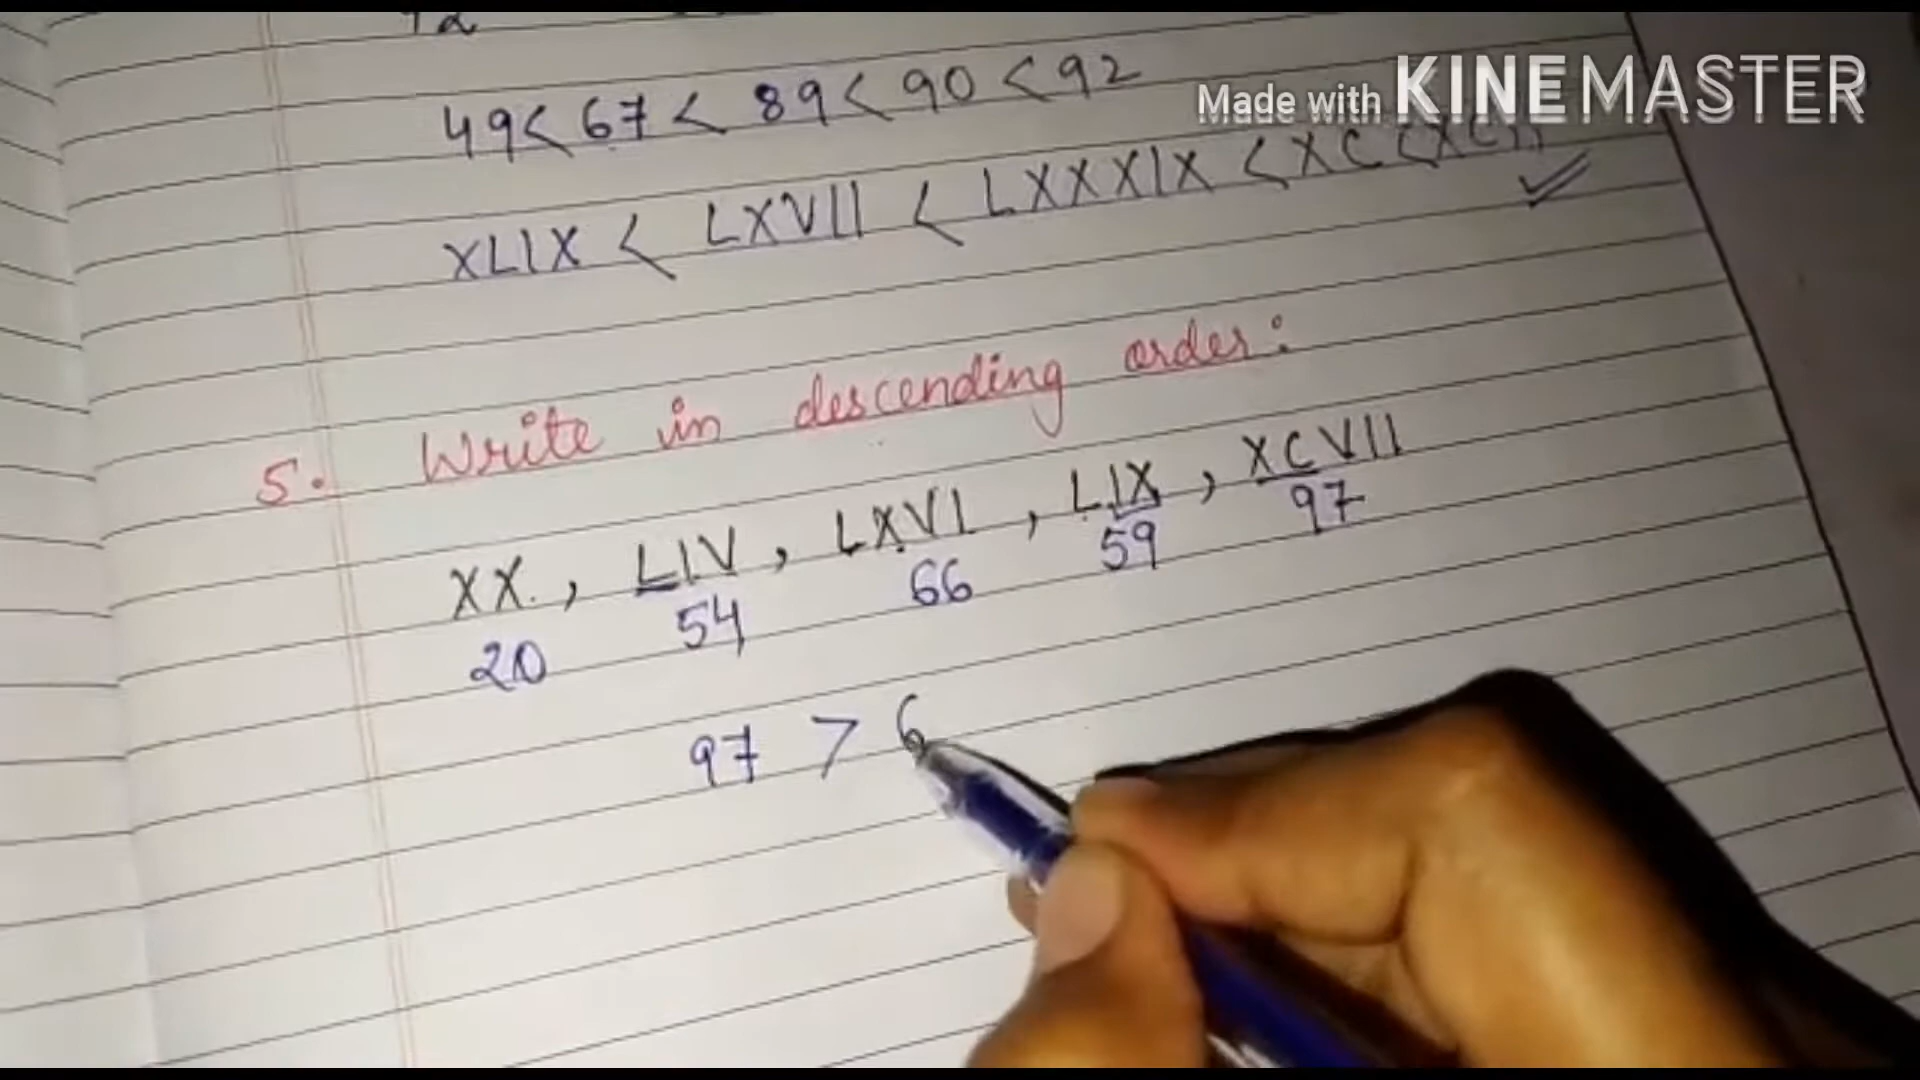 Made with KINEMASTER
49 < 67 < 89 < 90 < 92
XLIX < LXVII < LXXXIX < XC < XCII
5. Write in descending order:
XX, LIV, LXVI, LIX, XCVII
20 54 66 59 97
97 > 6